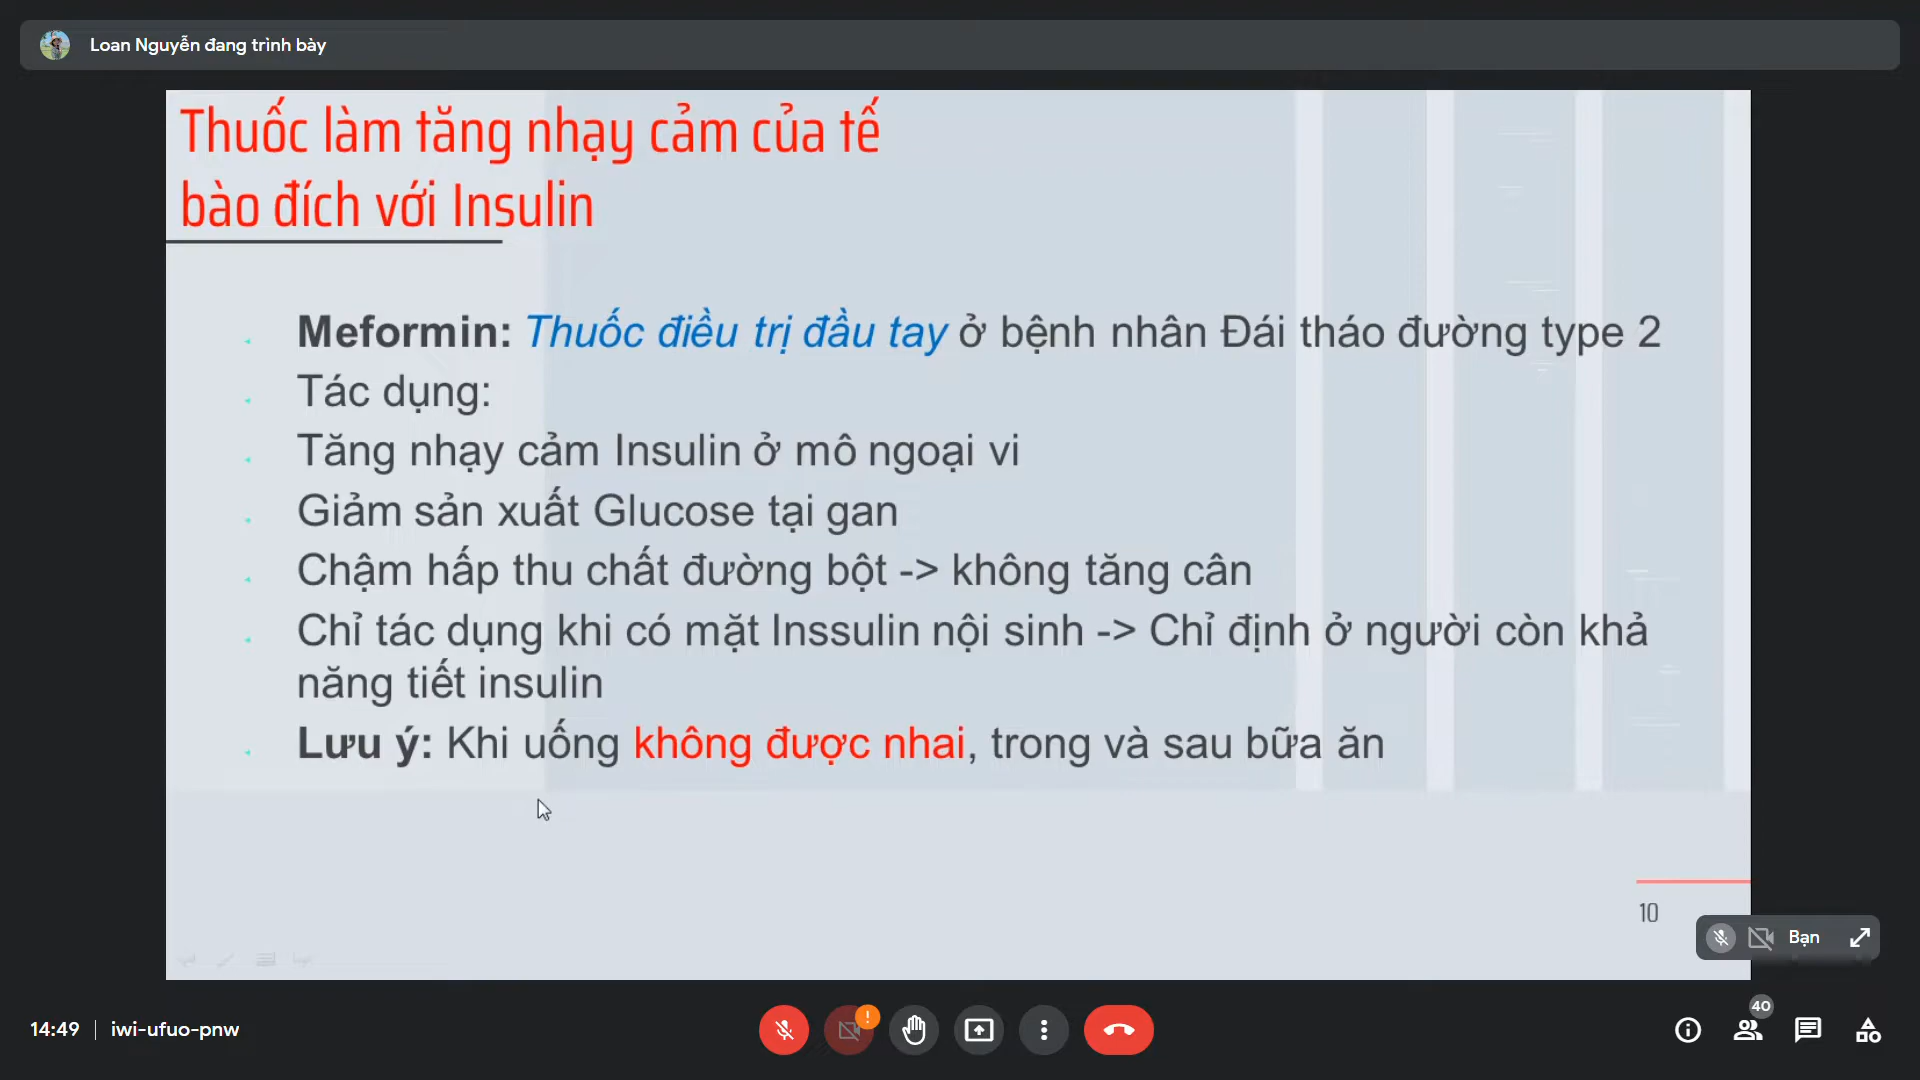 Loan Nguyễn đang trình bày
Thuốc làm tăng nhạy cảm của tế
bào đích với Insulin
Meformin: Thuốc điều trị đầu tay ở bệnh nhân Đái tháo đường type 2
Tác dụng:
Tăng nhạy cảm Insulin ở mô ngoại vi
Giảm sản xuất Glucose tại gan
Chậm hấp thu chất đường bột -> không tăng cân
Chỉ tác dụng khi có mặt Inssulin nội sinh -> Chỉ định ở người còn khả
năng tiết insulin
Lưu ý: Khi uống không được nhai, trong và sau bữa ăn
10
Bạn
14:49 | iwi-ufuo-pnw
40